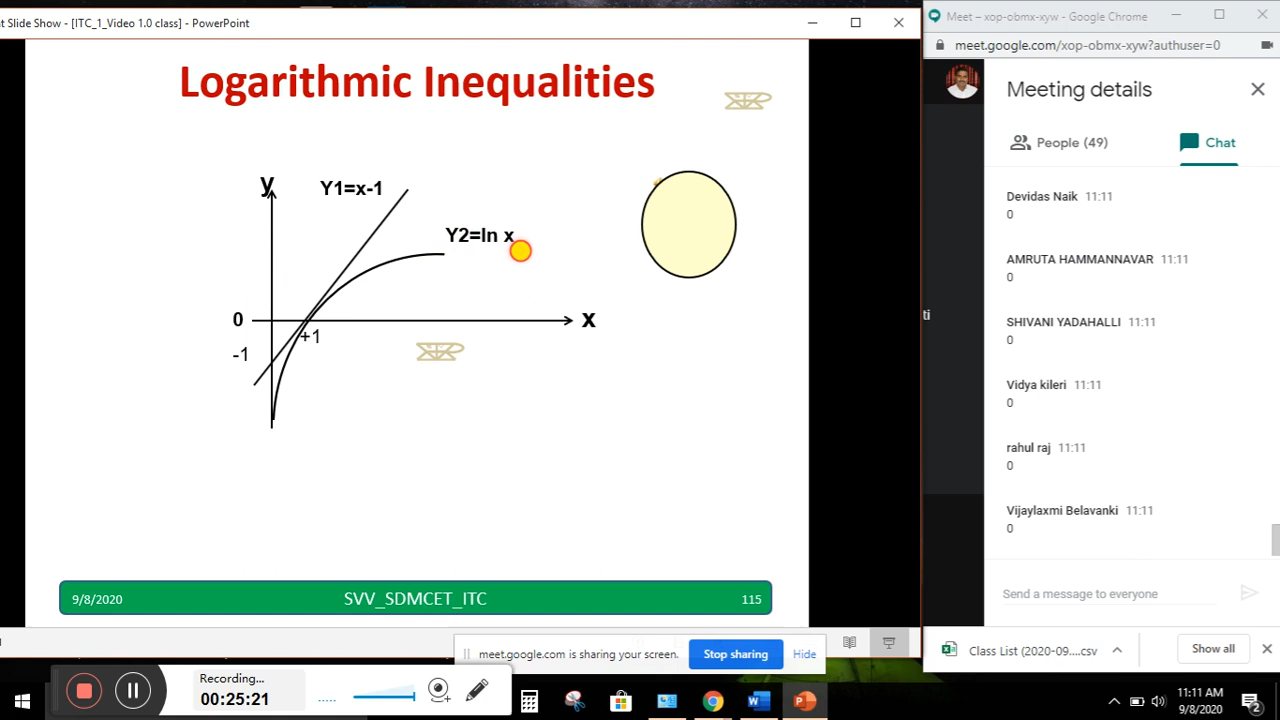 t Slide Show - [ITC_1_Video 1.0 class] - PowerPoint
Logarithmic Inequalities
y
Y1=x-1
Y2=ln x
0
+1
x
-1
9/8/2020
SVV_SDMCET_ITC
115
Meet – xop-obmx-xyw - Google Chrome
meet.google.com/xop-obmx-xyw?authuser=0
Meeting details
People (49)
Chat
Devidas Naik 11:11
0
AMRUTA HAMMANNAVAR 11:11
0
SHIVANI YADAHALLI 11:11
0
ti
Vidya kileri 11:11
0
rahul raj 11:11
0
Vijaylaxmi Belavanki 11:11
0
Send a message to everyone
meet.google.com is sharing your screen.
Stop sharing
Hide
Class List (2020-09....csv
Show all
Recording...
00:25:21
11:11 AM
9/8/2020
2